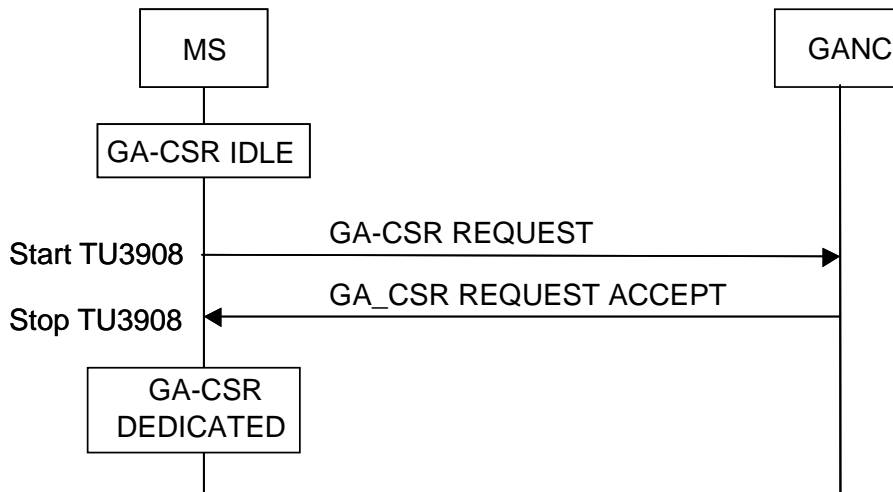 MS
GANC
GA-CSR IDLE
GA-CSR REQUEST
Start TU3908
GA_CSR REQUEST ACCEPT
Stop TU3908
GA-CSR
DEDICATED